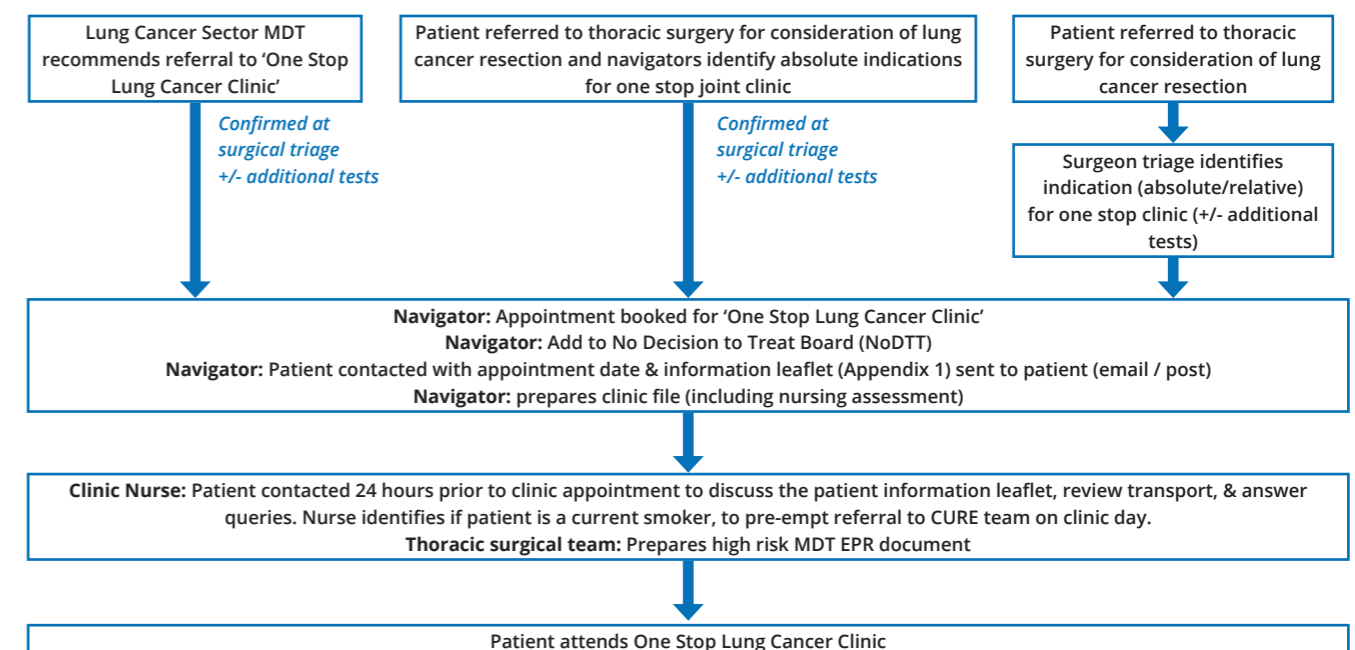 Lung Cancer Sector MDT
recommends referral to ‘One Stop
Lung Cancer Clinic’
Patient referred to thoracic surgery for consideration of lung
cancer resection and navigators identify absolute indications
for one stop joint clinic
Patient referred to thoracic
surgery for consideration of lung
cancer resection
Confirmed at
surgical triage
+/- additional tests
Confirmed at
surgical triage
+/- additional tests
Surgeon triage identifies
indication (absolute/relative)
for one stop clinic (+/- additional
tests)
Navigator: Appointment booked for ‘One Stop Lung Cancer Clinic’
Navigator: Add to No Decision to Treat Board (NoDTT)
Navigator: Patient contacted with appointment date & information leaflet (Appendix 1) sent to patient (email / post)
Navigator: prepares clinic file (including nursing assessment)
Clinic Nurse: Patient contacted 24 hours prior to clinic appointment to discuss the patient information leaflet, review transport, & answer
queries. Nurse identifies if patient is a current smoker, to pre-empt referral to CURE team on clinic day.
Thoracic surgical team: Prepares high risk MDT EPR document
Patient attends One Stop Lung Cancer Clinic